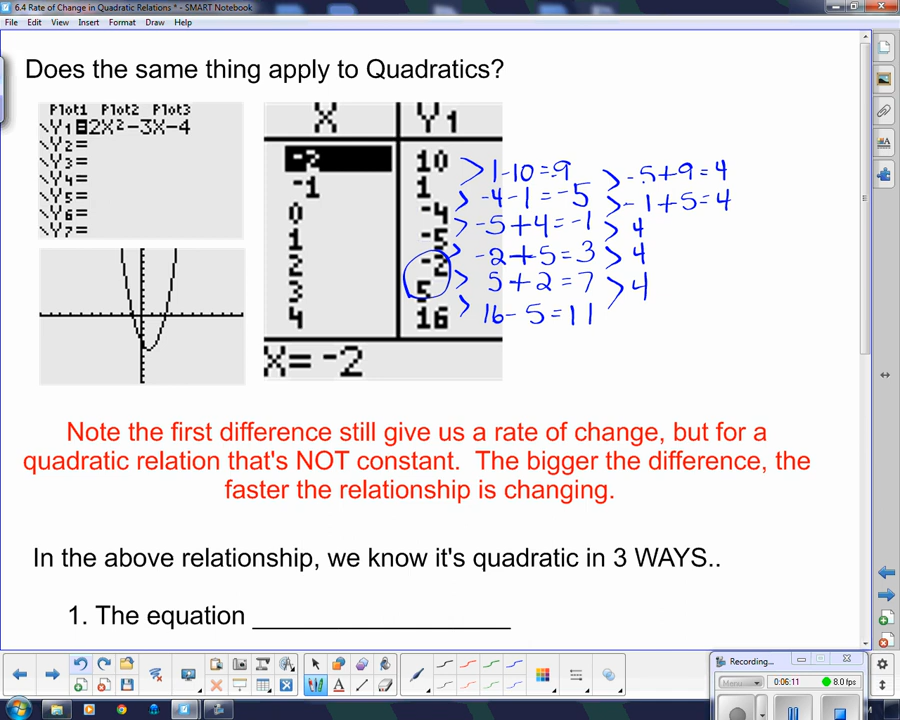 6.4 Rate of Change in Quadratic Relations * - SMART Notebook
File Edit View Insert Format Draw Help
Does the same thing apply to Quadratics?
Plot1 Plot2 Plot3
\Y1=2X²-3X-4
\Y2=
\Y3=
\Y4=
\Y5=
\Y6=
\Y7=
X Y1
-2 10
-1 1
0 -4
1 -5
2 -2
3 5
4 16
X= -2
> 1-10=-9
> -4-1=-5
> -5+4=-1
> -2+5=3
> 5+2=7
> 16-5=11
> -5+9=4
> -1+5=4
> 4
> 4
> 4
Note the first difference still give us a rate of change, but for a
quadratic relation that's NOT constant. The bigger the difference, the
faster the relationship is changing.
In the above relationship, we know it's quadratic in 3 WAYS..
1. The equation ____________________
Recording...
Menu
0:06:11 8.0 fps